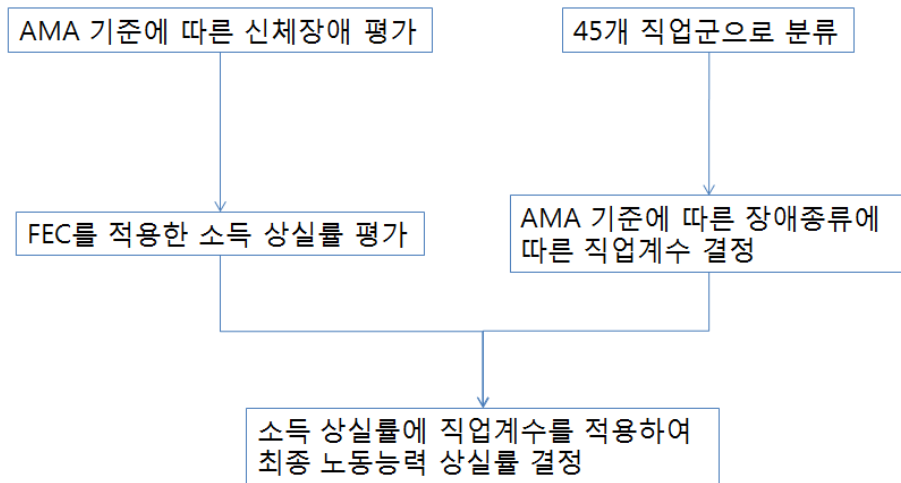 AMA 기준에 따른 신체장애 평가
45개 직업군으로 분류
FEC를 적용한 소득 상실률 평가
AMA 기준에 따른 장애종류에
따른 직업계수 결정
소득 상실률에 직업계수를 적용하여
최종 노동능력 상실률 결정